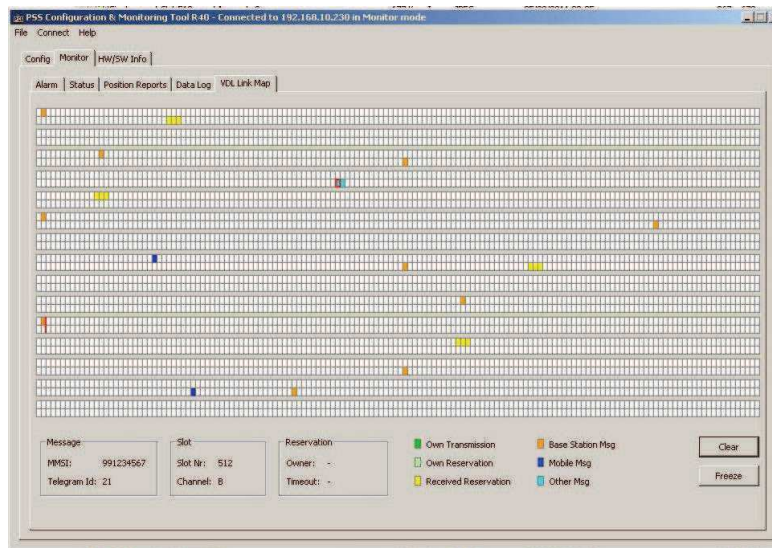 PSS Configuration & Monitoring Tool R40 - Connected to 192.168.10.230 in Monitor mode
File Connect Help
Config Monitor HW/SW Info
Alarm Status Position Reports Data Log VDL Link Map
Message
MMSI: 991234567
Telegram Id: 21
Slot
Slot Nr: 512
Channel: B
Reservation
Owner: -
Timeout: -
Own Transmission
Own Reservation
Received Reservation
Base Station Msg
Mobile Msg
Other Msg
Clear
Freeze